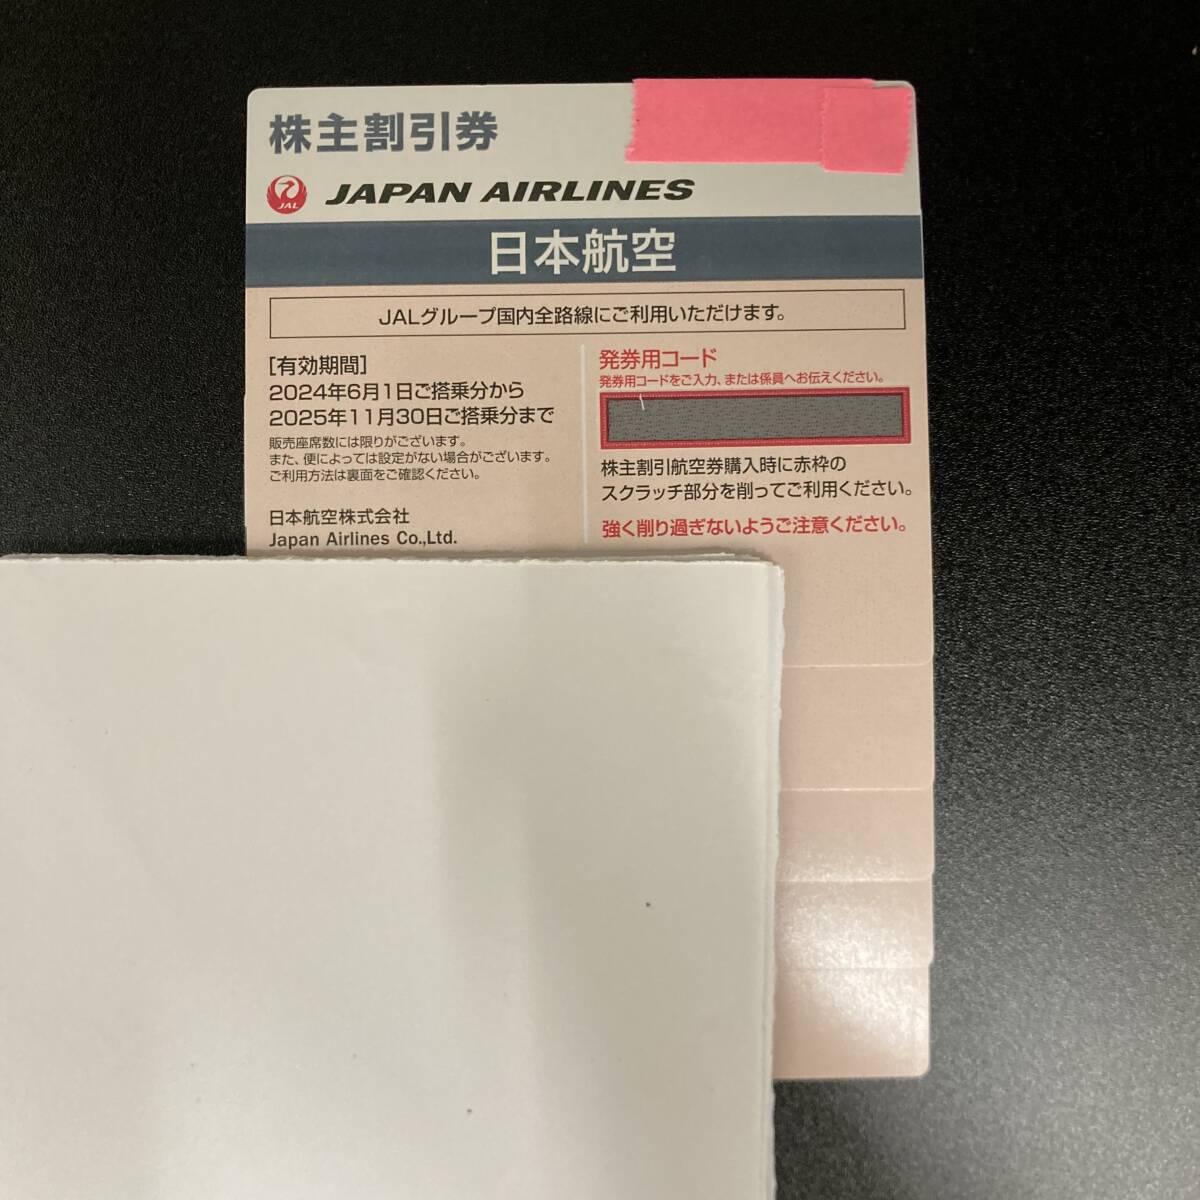 株主割引券
JAL JAPAN AIRLINES
日本航空
JALグループ国内全路線にご利用いただけます。
[有効期間]
2024年6月1日ご搭乗分から
2025年11月30日ご搭乗分まで
販売座席数には限りがございます。
また、便によっては設定がない場合がございます。
ご利用方法は裏面をご確認ください。
日本航空株式会社
Japan Airlines Co.,Ltd.
発券用コード
発券用コードをご入力、または係員へお伝えください。
株主割引航空券購入時に赤枠の
スクラッチ部分を削ってご利用ください。
強く削り過ぎないようご注意ください。